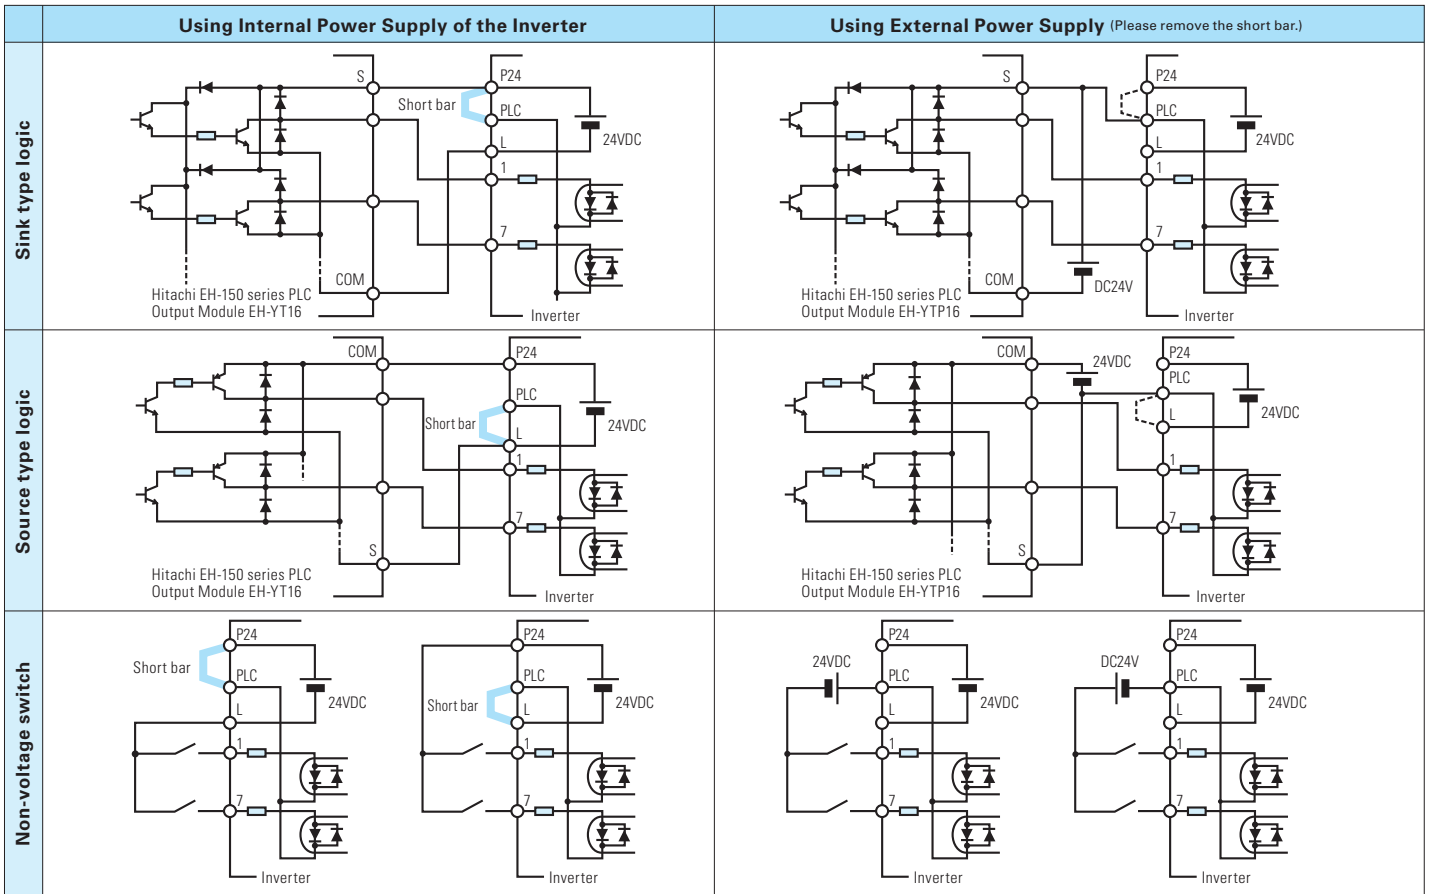 Using Internal Power Supply of the Inverter
Using External Power Supply (Please remove the short bar.)
Sink type logic
S
P24
Short bar
PLC
24VDC
L
1
7
COM
Hitachi EH-150 series PLC
Output Module EH-YT16
Inverter
S
P24
PLC
24VDC
L
1
7
COM
DC24V
Hitachi EH-150 series PLC
Output Module EH-YTP16
Inverter
Source type logic
COM
P24
PLC
Short bar
24VDC
L
1
7
S
Hitachi EH-150 series PLC
Output Module EH-YT16
Inverter
COM
24VDC
P24
PLC
L
24VDC
1
7
S
Hitachi EH-150 series PLC
Output Module EH-YTP16
Inverter
Non-voltage switch
P24
Short bar
PLC
24VDC
L
1
7
Inverter
P24
PLC
Short bar
24VDC
L
1
7
Inverter
P24
24VDC
PLC
24VDC
L
1
7
Inverter
P24
DC24V
PLC
24VDC
L
1
7
Inverter